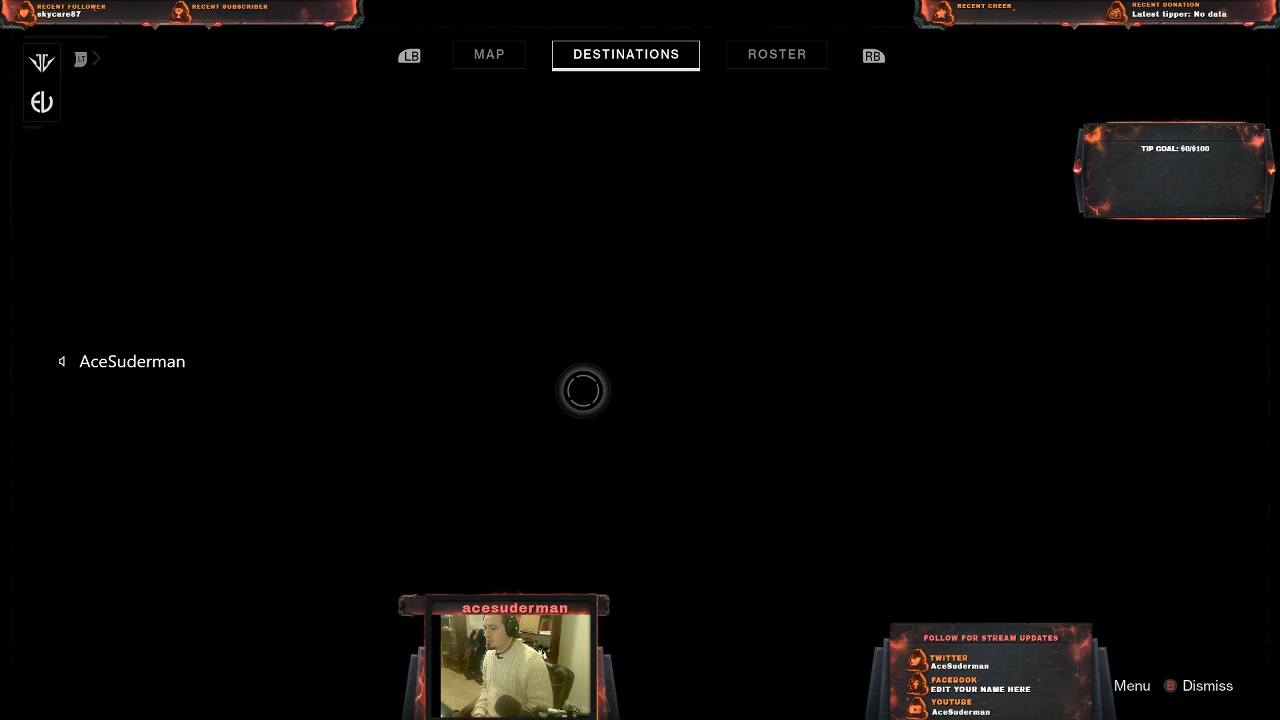 RECENT FOLLOWER
skycare87
RECENT SUBSCRIBER
RECENT CHEER
RECENT DONATION
Latest tipper: No data
LT
LB
MAP
DESTINATIONS
ROSTER
RB
TIP GOAL: $0/$100
AceSuderman
acesuderman
FOLLOW FOR STREAM UPDATES
TWITTER
AceSuderman
FACEBOOK
EDIT YOUR NAME HERE
YOUTUBE
AceSuderman
Menu
B Dismiss